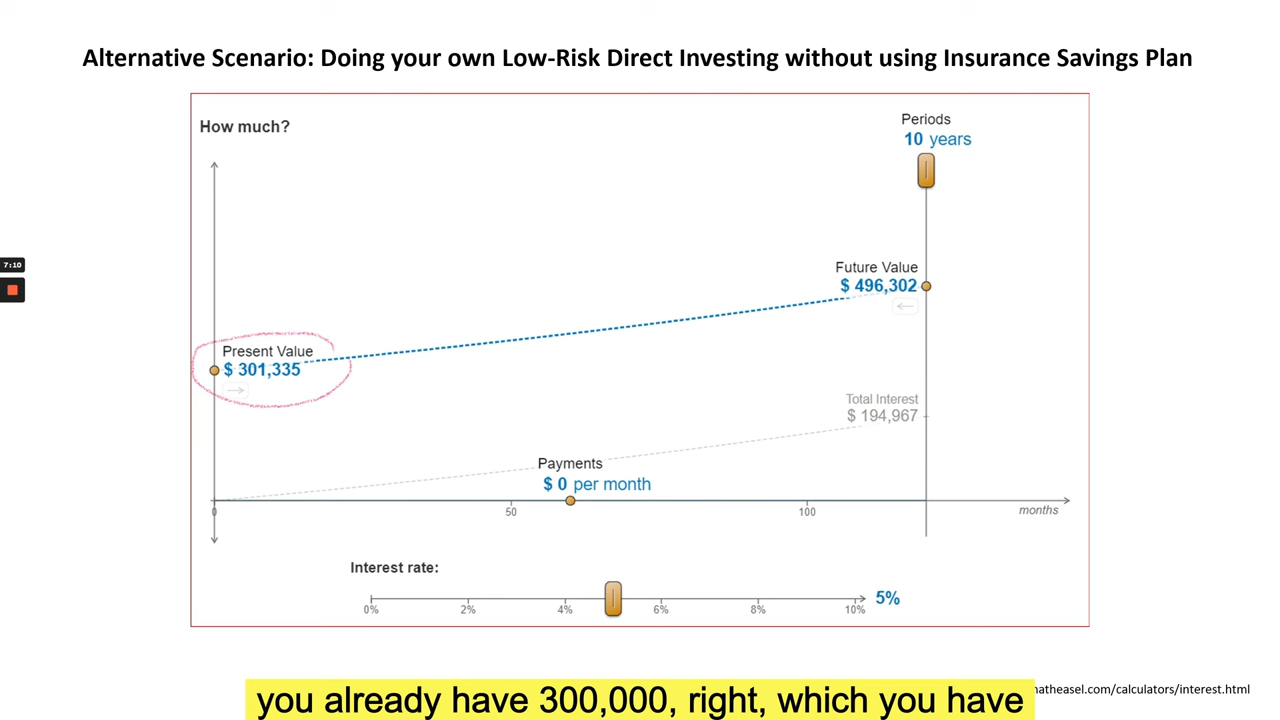 Alternative Scenario: Doing your own Low-Risk Direct Investing without using Insurance Savings Plan
How much?
Periods
10 years
7:10
Future Value
$ 496,302
←
Present Value
$ 301,335
→
Total Interest
$ 194,967
Payments
$ 0 per month
0
50
100
months
Interest rate:
0%
2%
4%
6%
8%
10%
5%
you already have 300,000, right, which you have
natheasel.com/calculators/interest.html